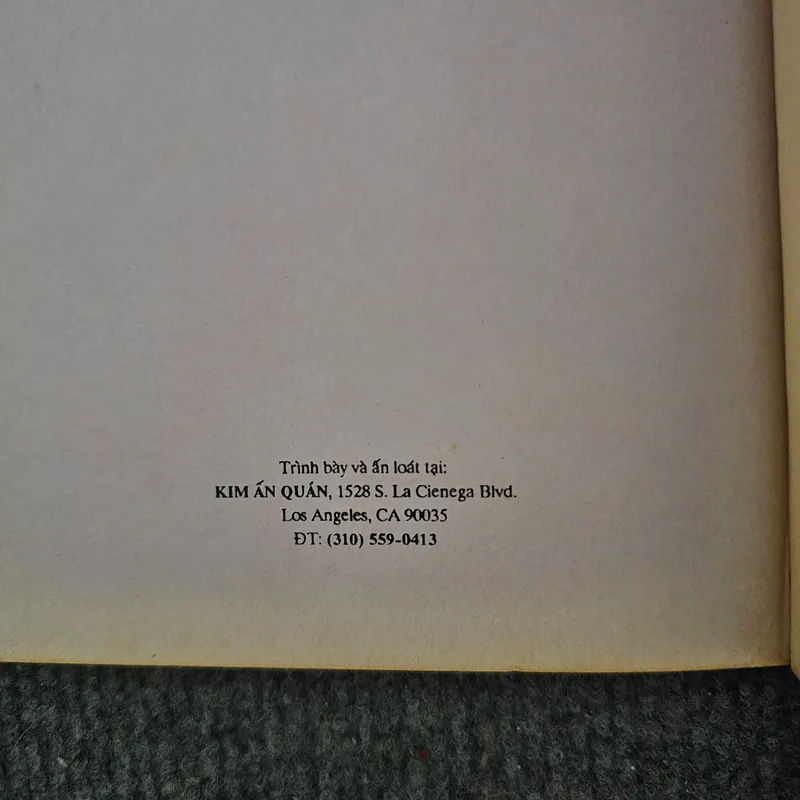 Trình bày và ấn loát tại:
KIM ẤN QUÁN, 1528 S. La Cienega Blvd.
Los Angeles, CA 90035
ĐT: (310) 559-0413